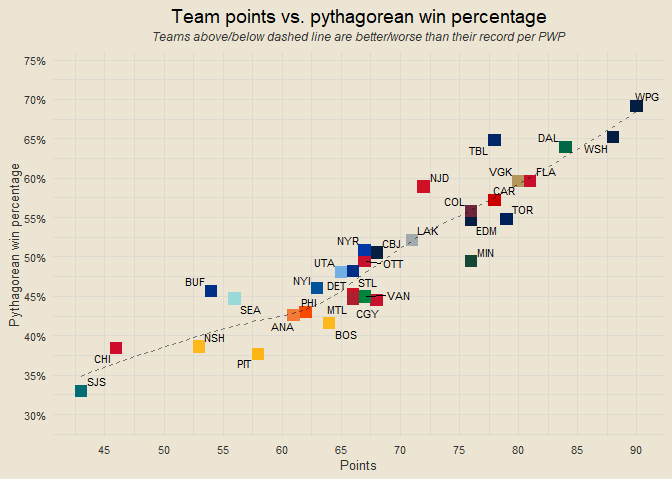 Team points vs. pythagorean win percentage
Teams above/below dashed line are better/worse than their record per PWP
75%
70%
65%
60%
55%
50%
45%
40%
35%
30%
Pythagorean win percentage
WPG
DAL
WSH
TBL
NJD
VGK
FLA
CAR
COL
TOR
EDM
LAK
NYR
CBJ
OTT
MIN
UTA
STL
BUF
NYI
DET
VAN
SEA
PHI
MTL
CGY
ANA
BOS
NSH
PIT
CHI
SJS
45
50
55
60
65
70
75
80
85
90
Points